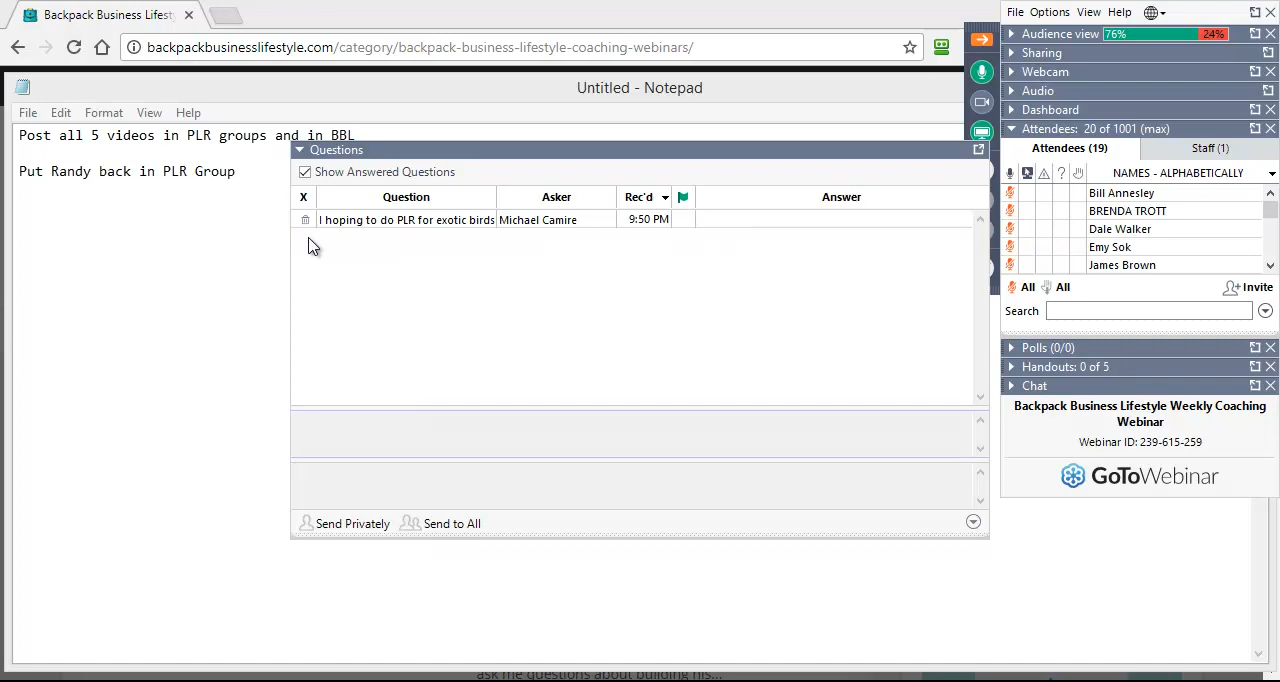 Backpack Business Lifest
backpackbusinesslifestyle.com/category/backpack-business-lifestyle-coaching-webinars/
Untitled - Notepad
File Edit Format View Help
Post all 5 videos in PLR groups and in BBL
Put Randy back in PLR Group
Questions
Show Answered Questions
X Question Asker Rec'd Answer
I hoping to do PLR for exotic birds Michael Camire 9:50 PM
Send Privately Send to All
ask me questions about building his...
File Options View Help
Audience view 76% 24%
Sharing
Webcam
Audio
Dashboard
Attendees: 20 of 1001 (max)
Attendees (19) Staff (1)
NAMES - ALPHABETICALLY
Bill Annesley
BRENDA TROTT
Dale Walker
Emy Sok
James Brown
All All Invite
Search
Polls (0/0)
Handouts: 0 of 5
Chat
Backpack Business Lifestyle Weekly Coaching
Webinar
Webinar ID: 239-615-259
GoToWebinar